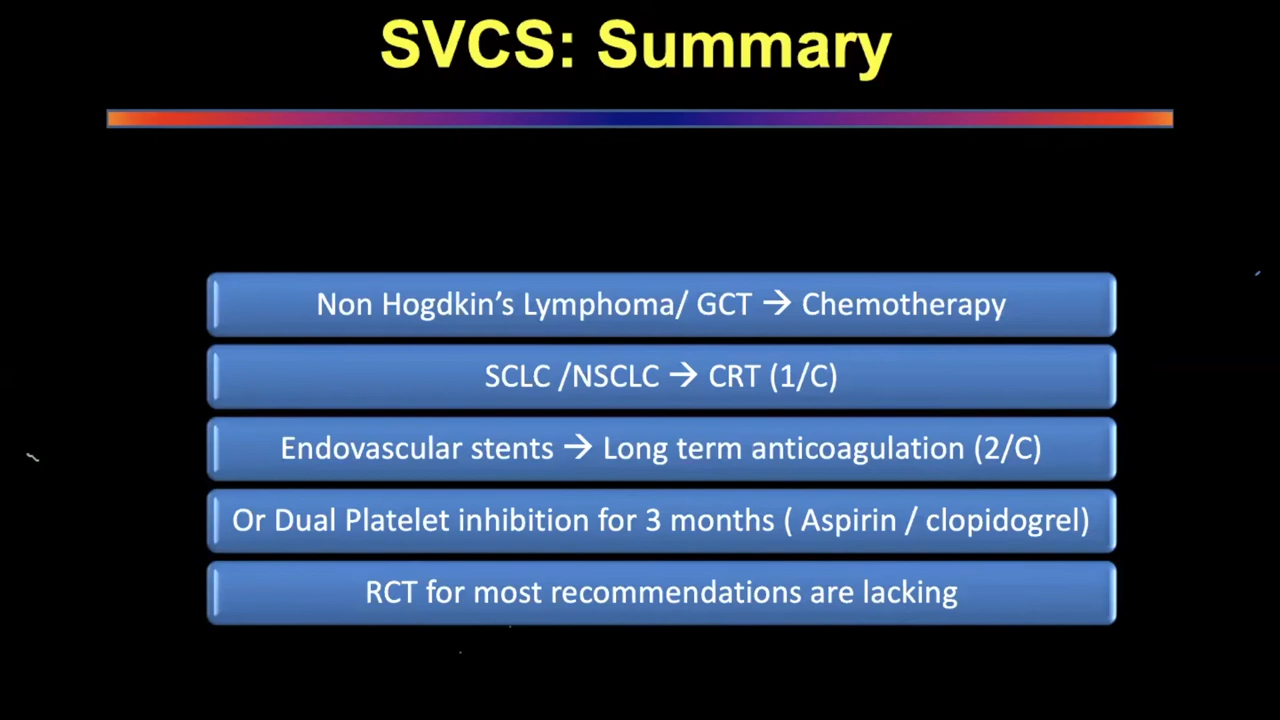 SVCS: Summary
Non Hogdkin's Lymphoma/ GCT → Chemotherapy
SCLC /NSCLC → CRT (1/C)
Endovascular stents → Long term anticoagulation (2/C)
Or Dual Platelet inhibition for 3 months ( Aspirin / clopidogrel)
RCT for most recommendations are lacking